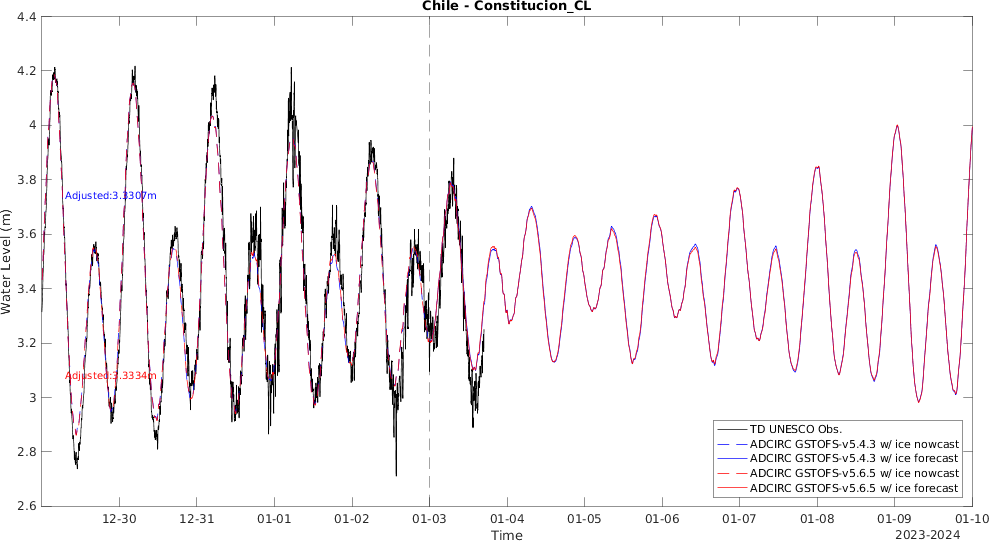 Chile - Constitucion_CL
4.4
4.2
4
3.8
3.6
3.4
3.2
3
2.8
2.6
Water Level (m)
Adjusted:3.3307m
Adjusted:3.3334m
TD UNESCO Obs.
ADCIRC GSTOFS-v5.4.3 w/ ice nowcast
ADCIRC GSTOFS-v5.4.3 w/ ice forecast
ADCIRC GSTOFS-v5.6.5 w/ ice nowcast
ADCIRC GSTOFS-v5.6.5 w/ ice forecast
12-30 12-31 01-01 01-02 01-03 01-04 01-05 01-06 01-07 01-08 01-09 01-10
Time
2023-2024